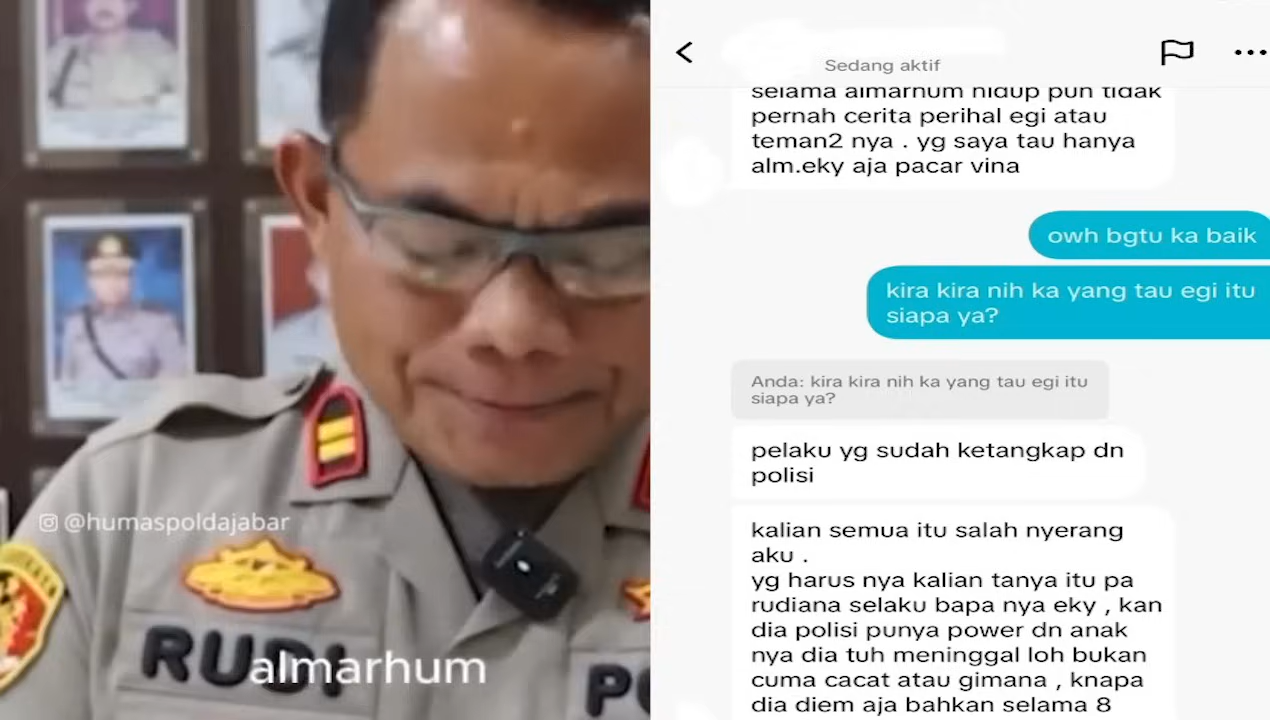 @humaspoldajabar
RUDI
almarhum
Sedang aktif
selama almarhum hidup pun tidak
pernah cerita perihal egi atau
teman2 nya . yg saya tau hanya
alm.eky aja pacar vina
owh bgtu ka baik
kira kira nih ka yang tau egi itu
siapa ya?
Anda: kira kira nih ka yang tau egi itu
siapa ya?
pelaku yg sudah ketangkap dn
polisi
kalian semua itu salah nyerang
aku .
yg harus nya kalian tanya itu pa
rudiana selaku bapa nya eky , kan
dia polisi punya power dn anak
nya dia tuh meninggal loh bukan
cuma cacat atau gimana , knapa
dia diem aja bahkan selama 8